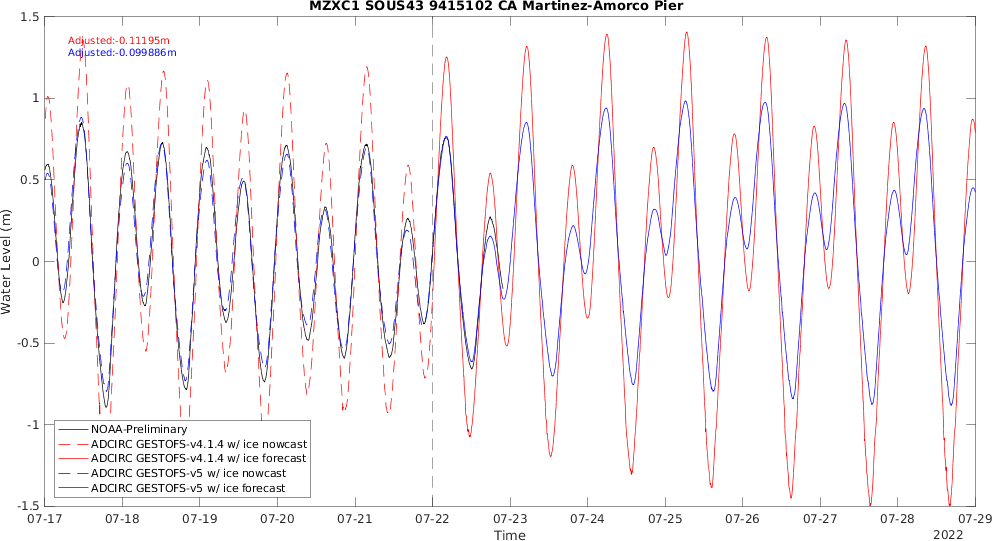 MZXC1 SOUS43 9415102 CA Martinez-Amorco Pier
Adjusted:-0.11195m
Adjusted:-0.099886m
1.5
1
0.5
0
-0.5
-1
-1.5
Water Level (m)
NOAA-Preliminary
ADCIRC GESTOFS-v4.1.4 w/ ice nowcast
ADCIRC GESTOFS-v4.1.4 w/ ice forecast
ADCIRC GESTOFS-v5 w/ ice nowcast
ADCIRC GESTOFS-v5 w/ ice forecast
07-17 07-18 07-19 07-20 07-21 07-22 07-23 07-24 07-25 07-26 07-27 07-28 07-29
Time
2022